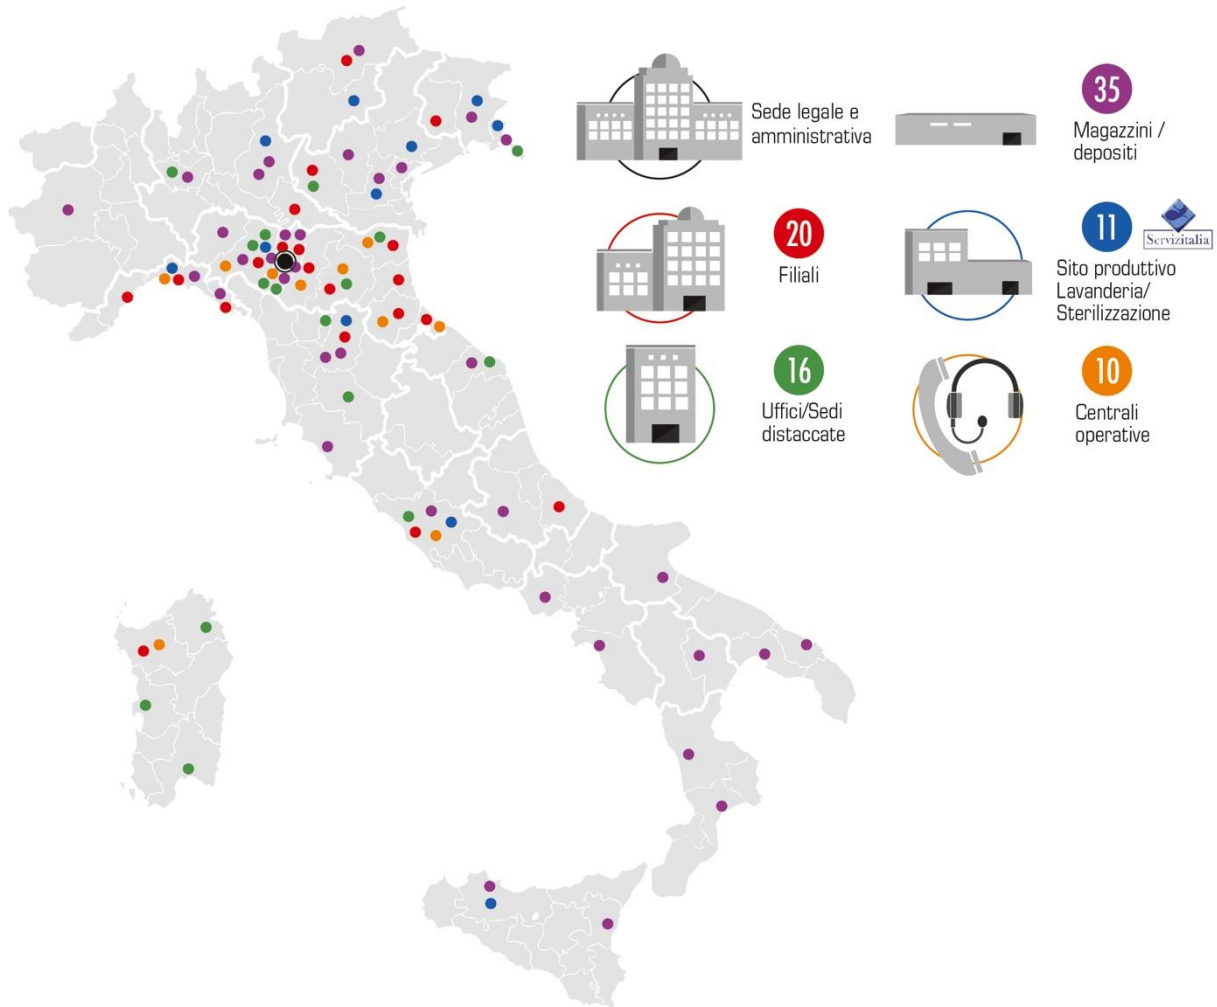 Sede legale e
amministrativa
35
Magazzini /
depositi
20
Filiali
11
Servizitalia
Sito produttivo
Lavanderia/
Sterilizzazione
16
Uffici/Sedi
distaccate
10
Centrali
operative